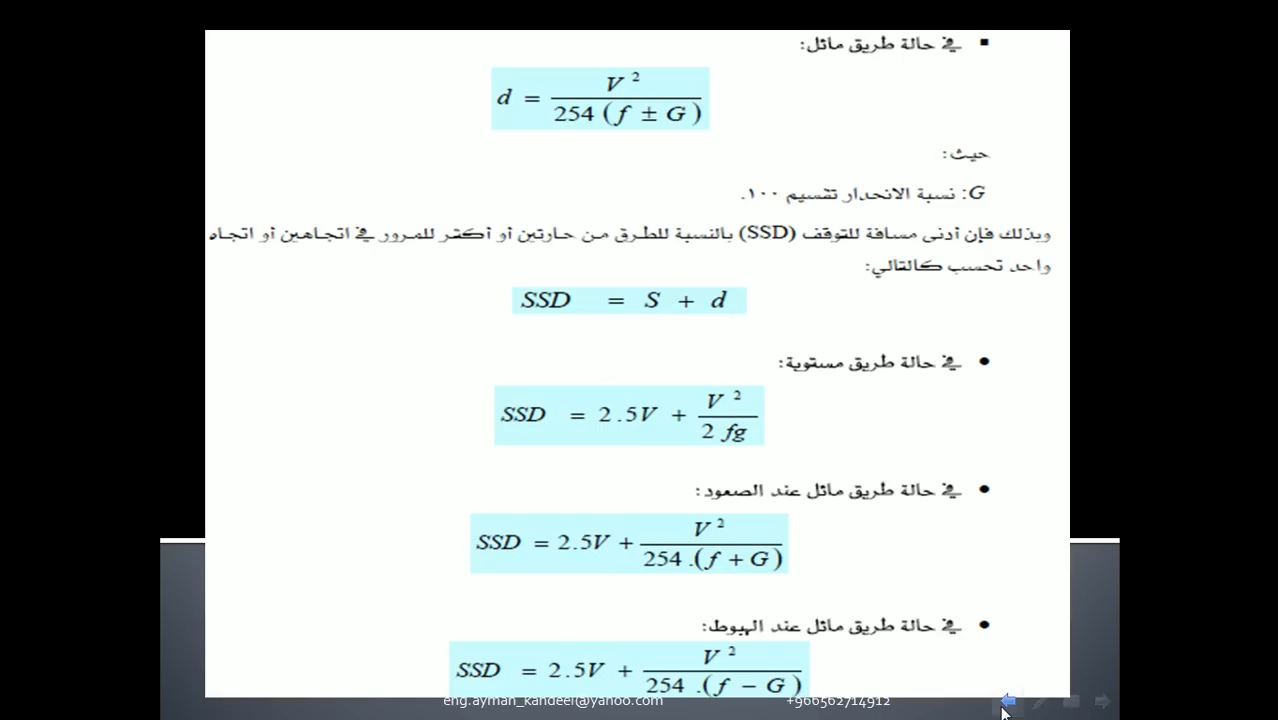 ▪ في حالة طريق مائل:
d = V² / 254 (f ± G)
حيث:
G: نسبة الانحدار تقسيم ١٠٠.
وبذلك فإن أدنى مسافة للتوقف (SSD) بالنسبة للطرق من حارتين أو أكثر للمرور في اتجاهين أو اتجاه
واحد تحسب كالتالي:
SSD = S + d
• في حالة طريق مستوية:
SSD = 2.5V + V² / 2 fg
• في حالة طريق مائل عند الصعود:
SSD = 2.5V + V² / 254 .(f + G)
• في حالة طريق مائل عند الهبوط:
SSD = 2.5V + V² / 254 .(f − G)
eng.ayman_kandeel@yahoo.com +966562714912